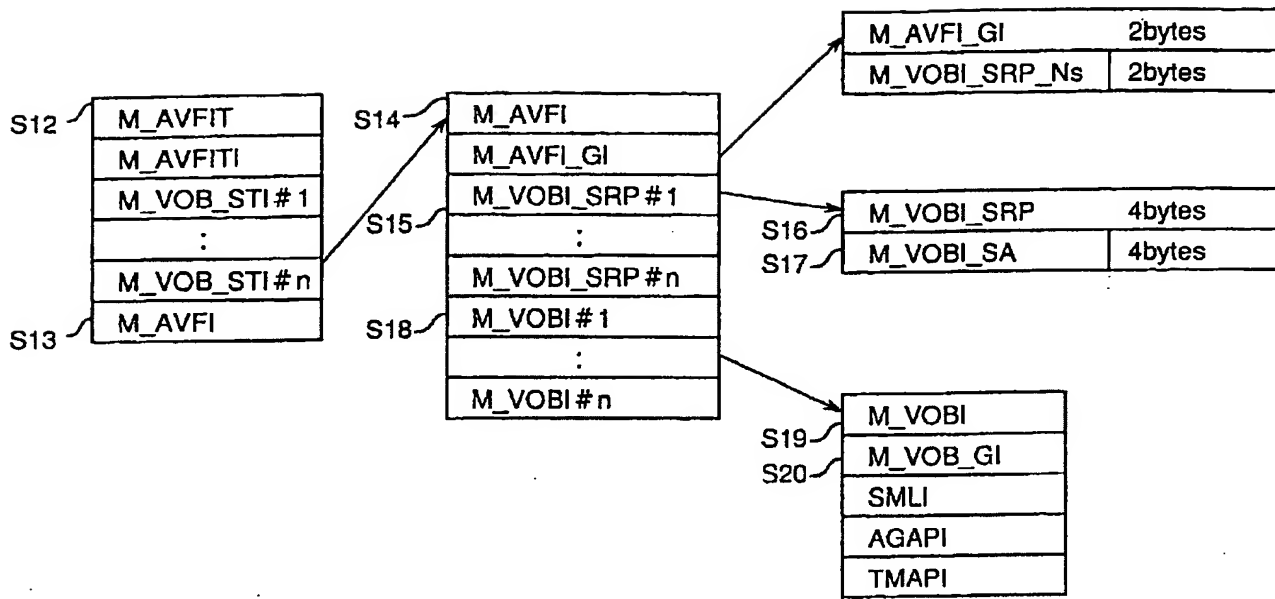 S12
M_AVFIT
M_AVFITI
M_VOB_STI#1
:
M_VOB_STI#n
S13
M_AVFI
S14
M_AVFI
M_AVFI_GI
S15
M_VOBI_SRP#1
:
M_VOBI_SRP#n
S18
M_VOBI#1
:
M_VOBI#n
M_AVFI_GI 2bytes
M_VOBI_SRP_Ns 2bytes
S16
M_VOBI_SRP 4bytes
S17
M_VOBI_SA 4bytes
S19
M_VOBI
S20
M_VOB_GI
SMLI
AGAPI
TMAPI